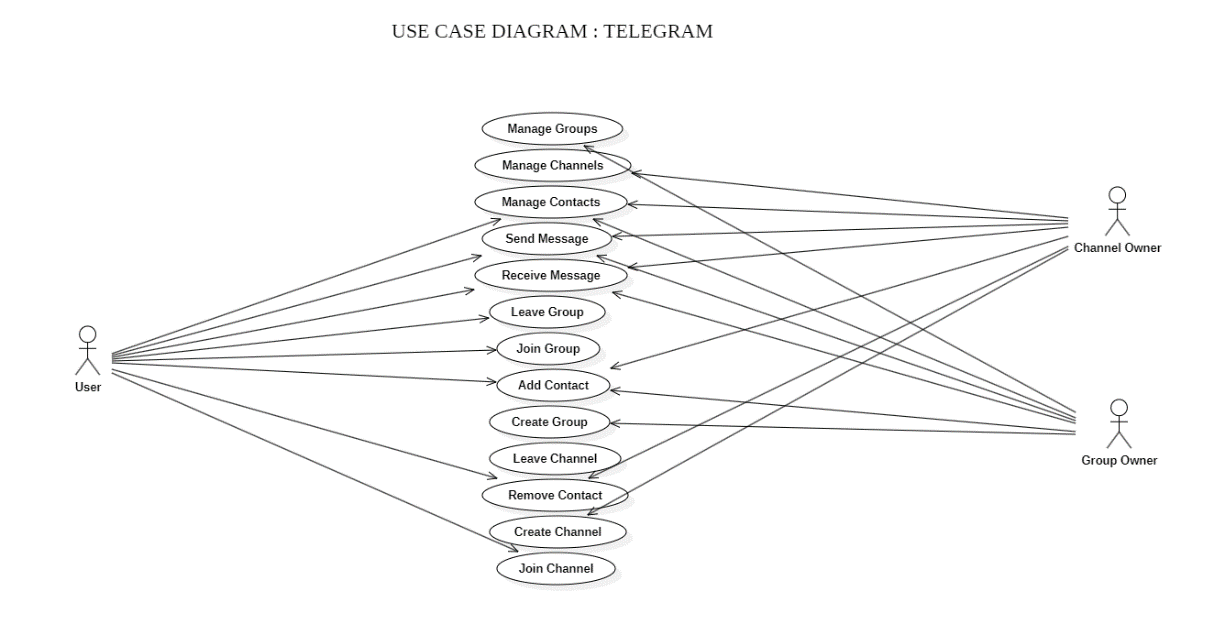 USE CASE DIAGRAM : TELEGRAM
Manage Groups
Manage Channels
Manage Contacts
Send Message
Receive Message
Leave Group
Join Group
Add Contact
Create Group
Leave Channel
Remove Contact
Create Channel
Join Channel
User
Channel Owner
Group Owner